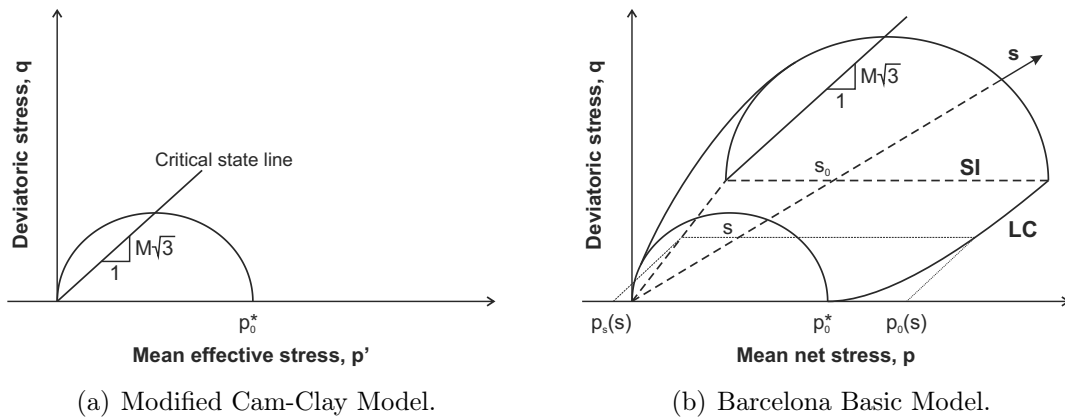 Deviatoric stress, q
Critical state line
M√3
1
p₀*
Mean effective stress, p'
(a) Modified Cam-Clay Model.
Deviatoric stress, q
M√3
1
s
s₀
SI
s
LC
pₛ(s)
p₀*
p₀(s)
Mean net stress, p
(b) Barcelona Basic Model.